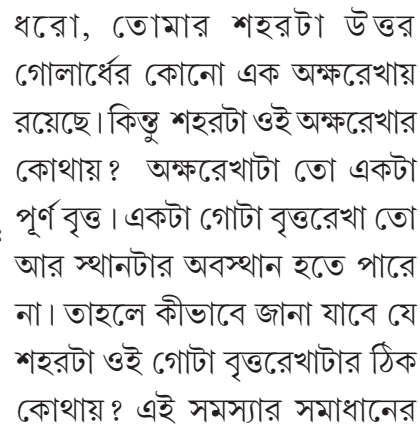 ধরো, তোমার শহরটা উত্তর
গোলার্ধের কোনো এক অক্ষরেখায়
রয়েছে। কিন্তু শহরটা ওই অক্ষরেখার
কোথায়? অক্ষরেখাটা তো একটা
পূর্ণ বৃত্ত। একটা গোটা বৃত্তরেখা তো
আর স্থানটার অবস্থান হতে পারে
না। তাহলে কীভাবে জানা যাবে যে
শহরটা ওই গোটা বৃত্তরেখাটার ঠিক
কোথায়? এই সমস্যার সমাধানের